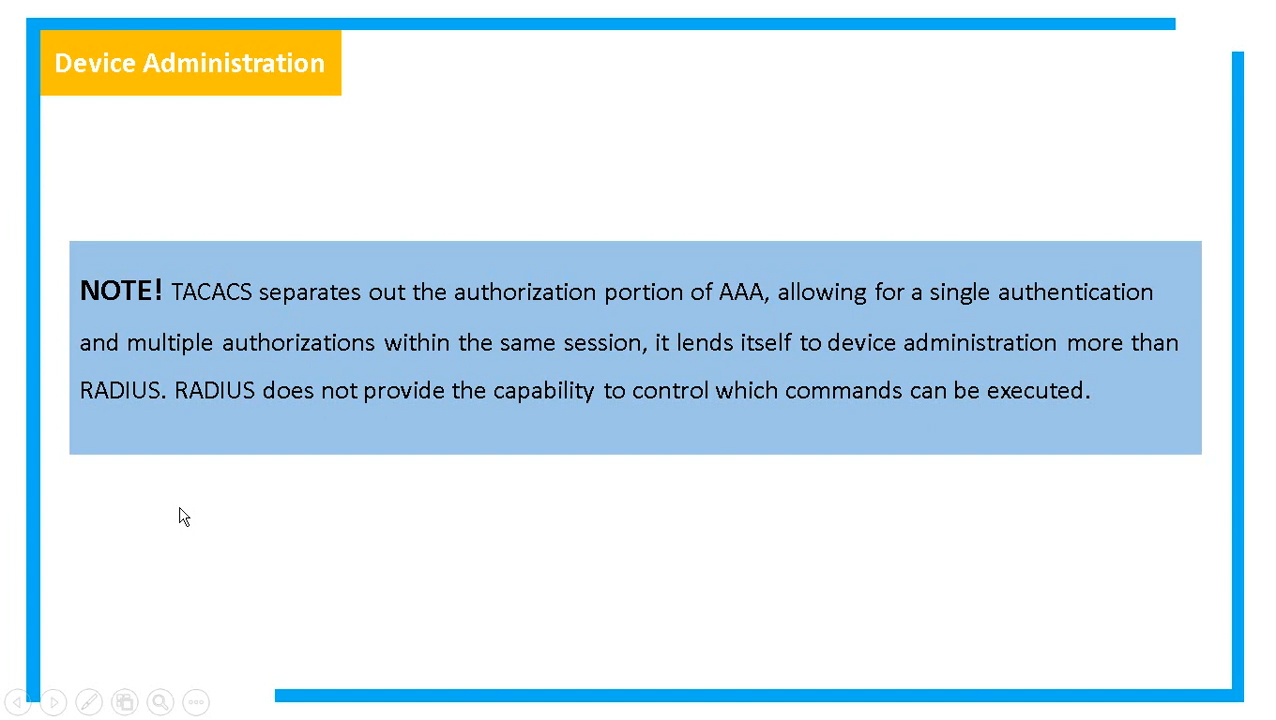 Device Administration
NOTE! TACACS separates out the authorization portion of AAA, allowing for a single authentication
and multiple authorizations within the same session, it lends itself to device administration more than
RADIUS. RADIUS does not provide the capability to control which commands can be executed.